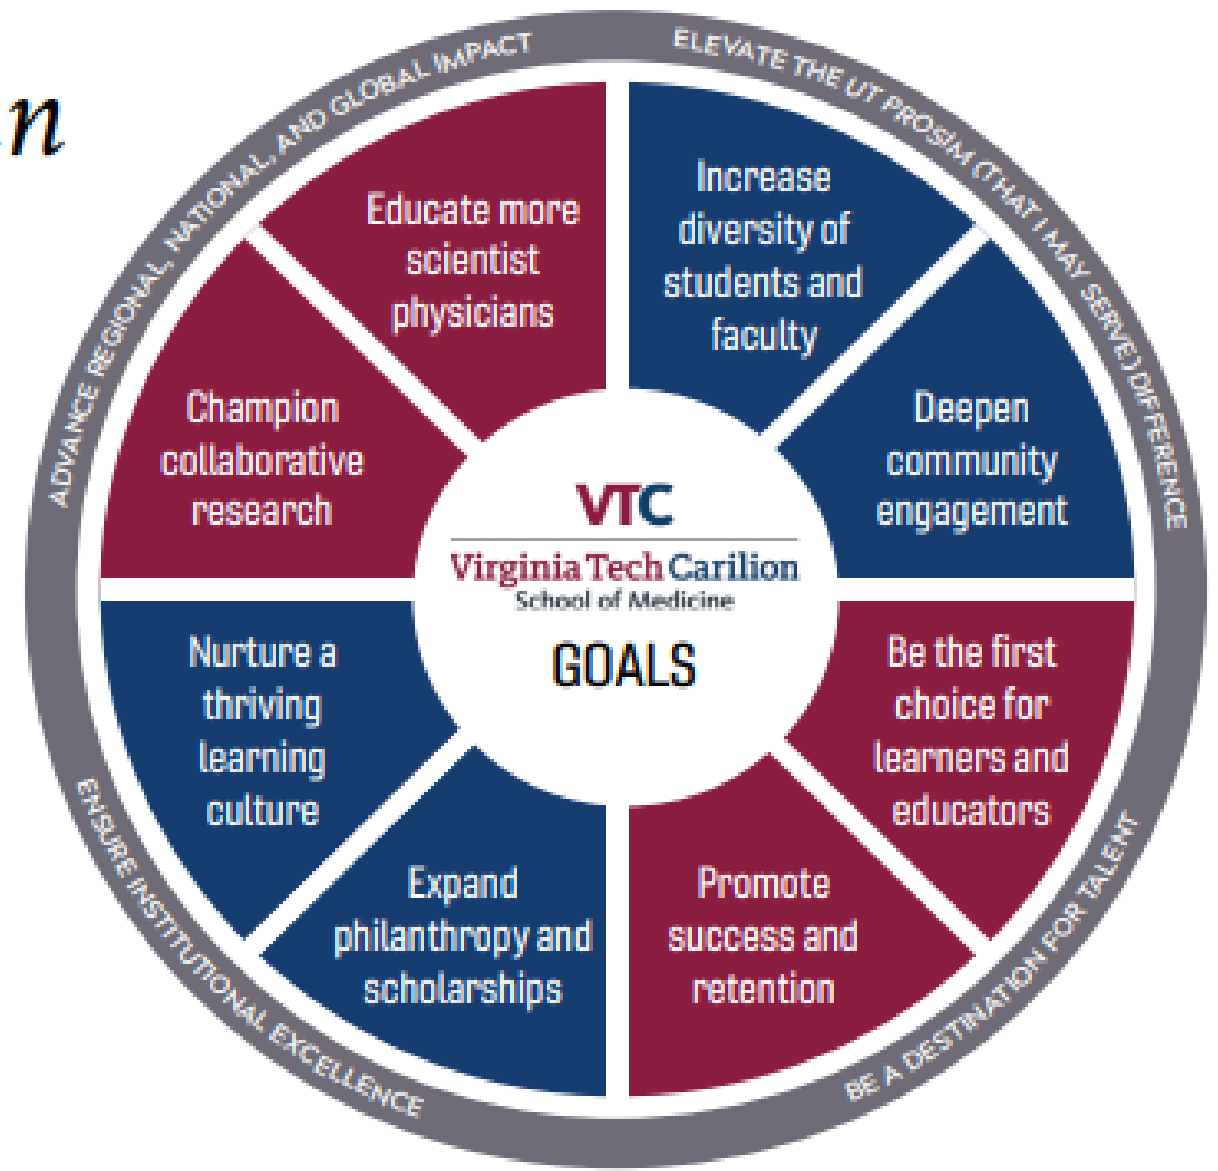 n
ADVANCE REGIONAL, NATIONAL, AND GLOBAL IMPACT
ELEVATE THE UT PROSIM (THAT I MAY SERVE) DIFFERENCE
Educate more
scientist
physicians
Increase
diversity of
students and
faculty
Champion
collaborative
research
Deepen
community
engagement
VTC
Virginia Tech Carilion
School of Medicine
GOALS
Nurture a
thriving
learning
culture
Be the first
choice for
learners and
educators
Expand
philanthropy and
scholarships
Promote
success and
retention
ENSURE INSTITUTIONAL EXCELLENCE
BE A DESTINATION FOR TALENT